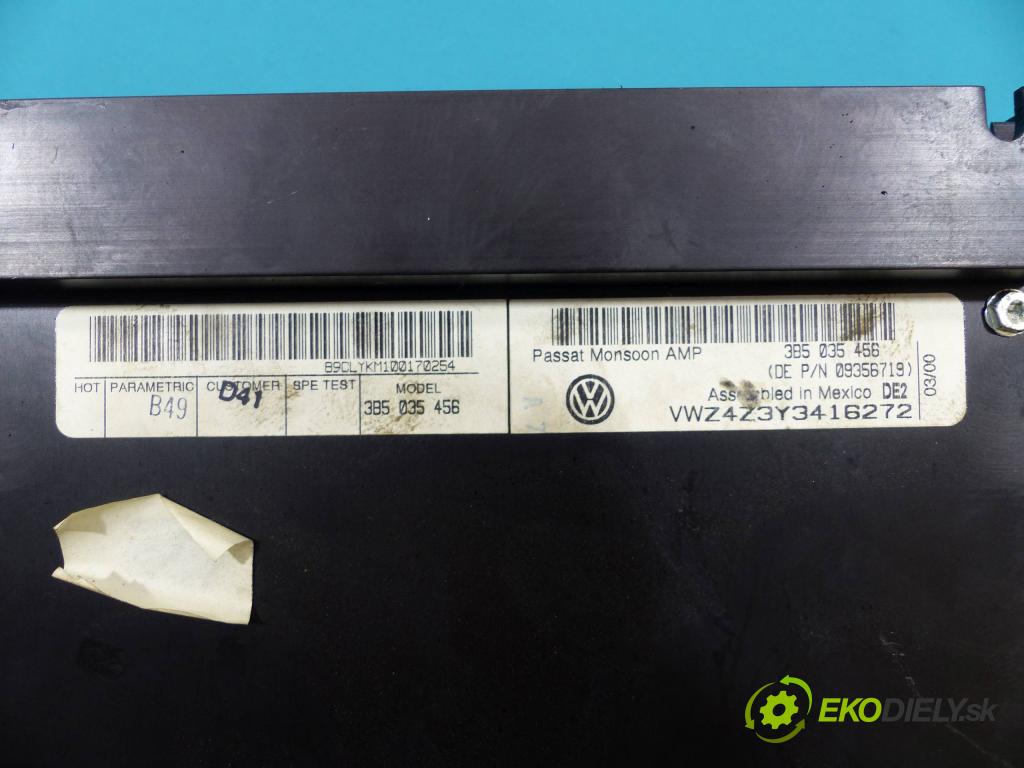 B9CLYKM100170254
HOT PARAMETRIC CUSTOMER SPE TEST MODEL
B49 D41 3B5 035 456
Passat Monsoon AMP 3B5 035 456
(DE P/N 09356719)
Assembled in Mexico DE2
VWZ4Z3Y3416272
03/00
EKODIELY.sk